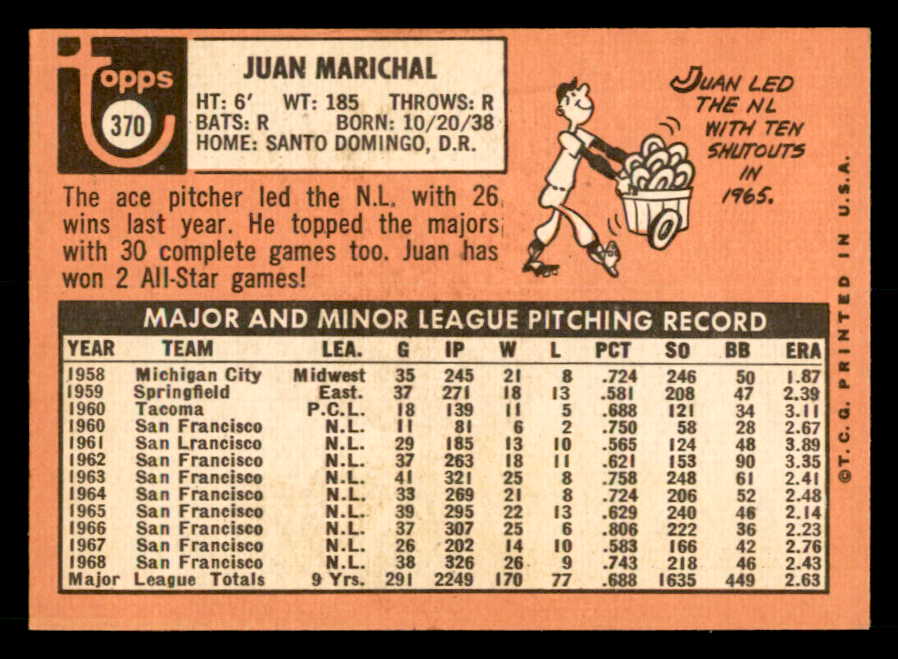 topps
370
JUAN MARICHAL
HT: 6' WT: 185 THROWS: R
BATS: R BORN: 10/20/38
HOME: SANTO DOMINGO, D.R.
JUAN LED
THE NL
WITH TEN
SHUTOUTS
IN
1965.
The ace pitcher led the N.L. with 26
wins last year. He topped the majors
with 30 complete games too. Juan has
won 2 All-Star games!
MAJOR AND MINOR LEAGUE PITCHING RECORD
YEAR TEAM LEA. G IP W L PCT SO BB ERA
1958 Michigan City Midwest 35 245 21 8 .724 246 50 1.87
1959 Springfield East. 37 271 18 13 .581 208 47 2.39
1960 Tacoma P.C.L. 18 139 11 5 .688 121 34 3.11
1960 San Francisco N.L. 11 81 6 2 .750 58 28 2.67
1961 San Lrancisco N.L. 29 185 13 10 .565 124 48 3.89
1962 San Francisco N.L. 37 263 18 11 .621 153 90 3.35
1963 San Francisco N.L. 41 321 25 8 .758 248 61 2.41
1964 San Francisco N.L. 33 269 21 8 .724 206 52 2.48
1965 San Francisco N.L. 39 295 22 13 .629 240 46 2.14
1966 San Francisco N.L. 37 307 25 6 .806 222 36 2.23
1967 San Francisco N.L. 26 202 14 10 .583 166 42 2.76
1968 San Francisco N.L. 38 326 26 9 .743 218 46 2.43
Major League Totals 9 Yrs. 291 2249 170 77 .688 1635 449 2.63
©T.C.G. PRINTED IN U.S.A.